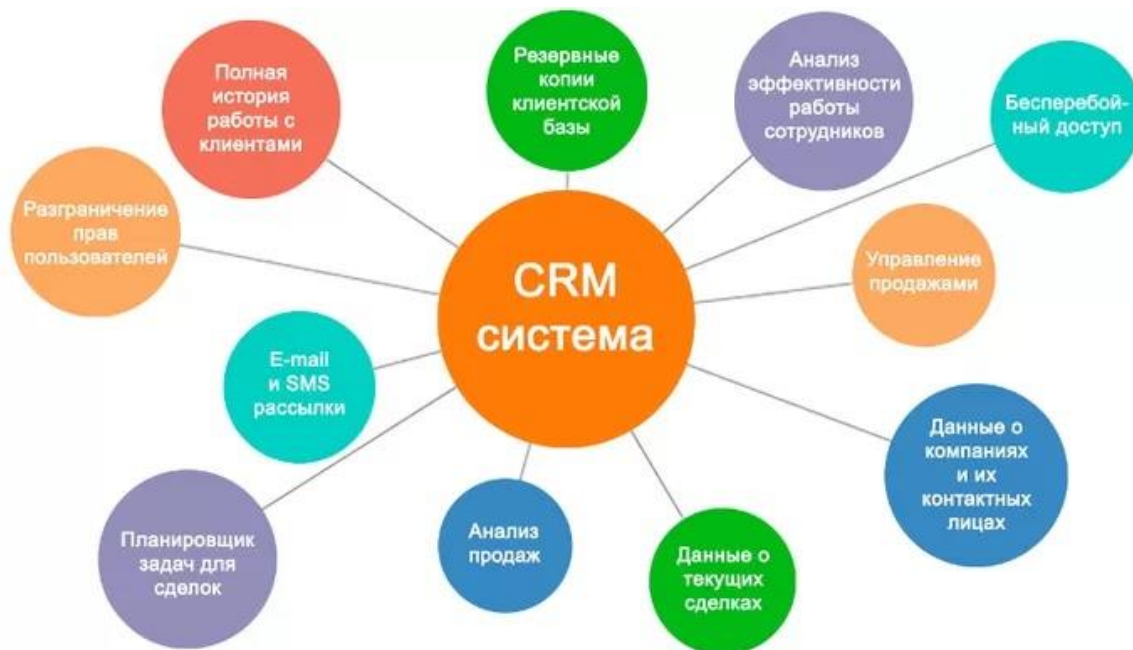 Полная
история
работы с
клиентами
Резервные
копии
клиентской
базы
Анализ
эффективности
работы
сотрудников
Бесперебой-
ный доступ
Разграничение
прав
пользователей
CRM
система
Управление
продажами
E-mail
и SMS
рассылки
Данные о
компаниях
и их
контактных
лицах
Планировщик
задач для
сделок
Анализ
продаж
Данные о
текущих
сделках